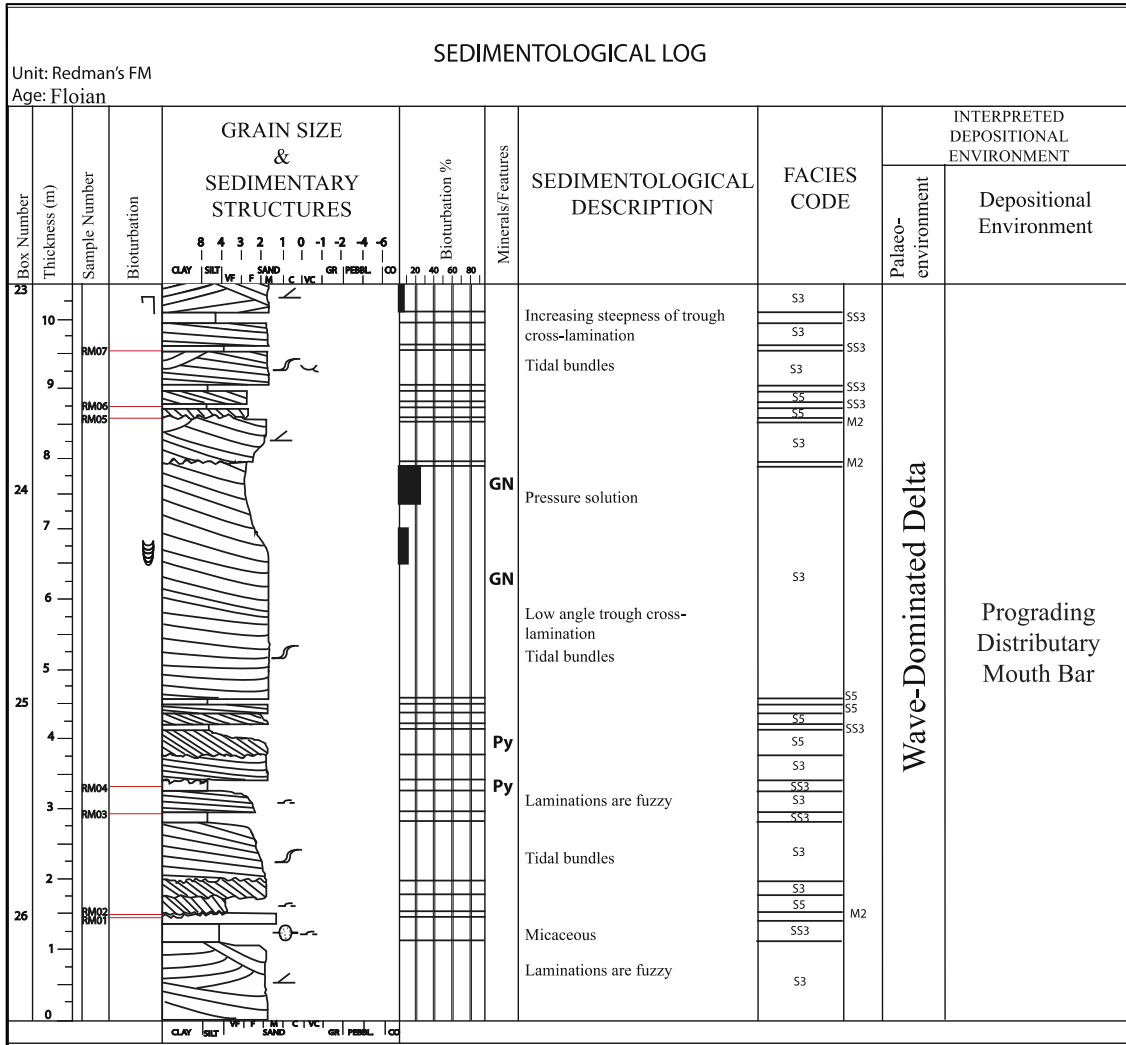 SEDIMENTOLOGICAL LOG
Unit: Redman's FM
Age: Floian
Box Number
Thickness (m)
Sample Number
Bioturbation
GRAIN SIZE
&
SEDIMENTARY
STRUCTURES
8 4 3 2 1 0 -1 -2 -4 -6
CLAY SILT SAND GR PEBBL. CO
VF F M C VC
Bioturbation %
20 40 60 80
Minerals/Features
SEDIMENTOLOGICAL
DESCRIPTION
FACIES
CODE
INTERPRETED
DEPOSITIONAL
ENVIRONMENT
Palaeo-
environment
Depositional
Environment
23
S3
10
Increasing steepness of trough
cross-lamination
SS3
S3
RM07
SS3
Tidal bundles
S3
9
SS3
S5
RM06
SS3
S5
RM05
M2
S3
8
M2
24
GN
Pressure solution
7
GN
S3
6
Low angle trough cross-
lamination
Tidal bundles
5
S5
25
S5
S5
SS3
4
Py
S5
S3
RM04
Py
SS3
3
Laminations are fuzzy
S3
RM03
SS3
Tidal bundles
S3
2
S3
S5
RM02
26
RM01
M2
Micaceous
SS3
1
Laminations are fuzzy
S3
0
Wave-Dominated Delta
Prograding
Distributary
Mouth Bar
VF F M C VC
CLAY SILT SAND GR PEBBL. CO